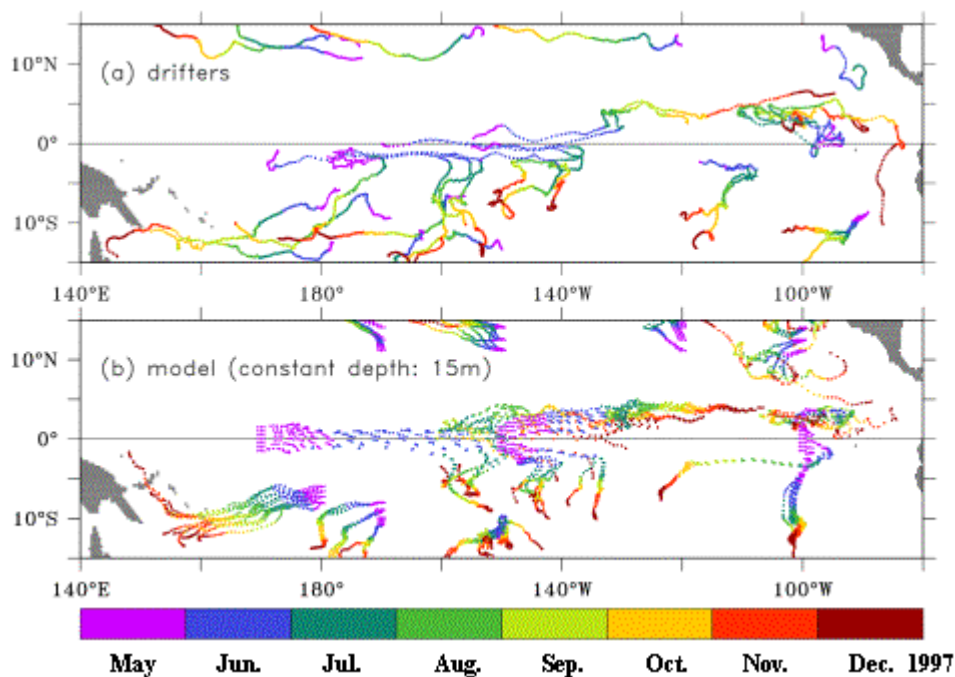 10°N
(a) drifters
0°
10°S
140°E 180° 140°W 100°W
10°N
(b) model (constant depth: 15m)
0°
10°S
140°E 180° 140°W 100°W
May Jun. Jul. Aug. Sep. Oct. Nov. Dec. 1997